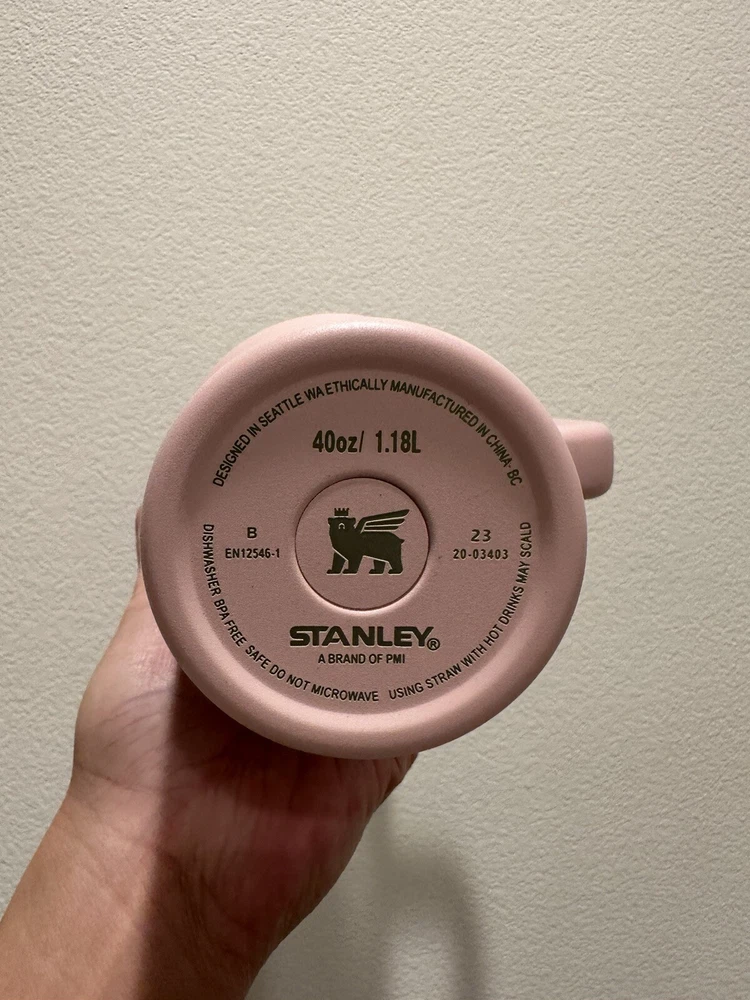 DESIGNED IN SEATTLE WA ETHICALLY MANUFACTURED IN CHINA· BC
40oz/ 1.18L
B
EN12546-1
23
20-03403
STANLEY®
A BRAND OF PMI
DISHWASHER BPA FREE SAFE DO NOT MICROWAVE USING STRAW WITH HOT DRINKS MAY SCALD